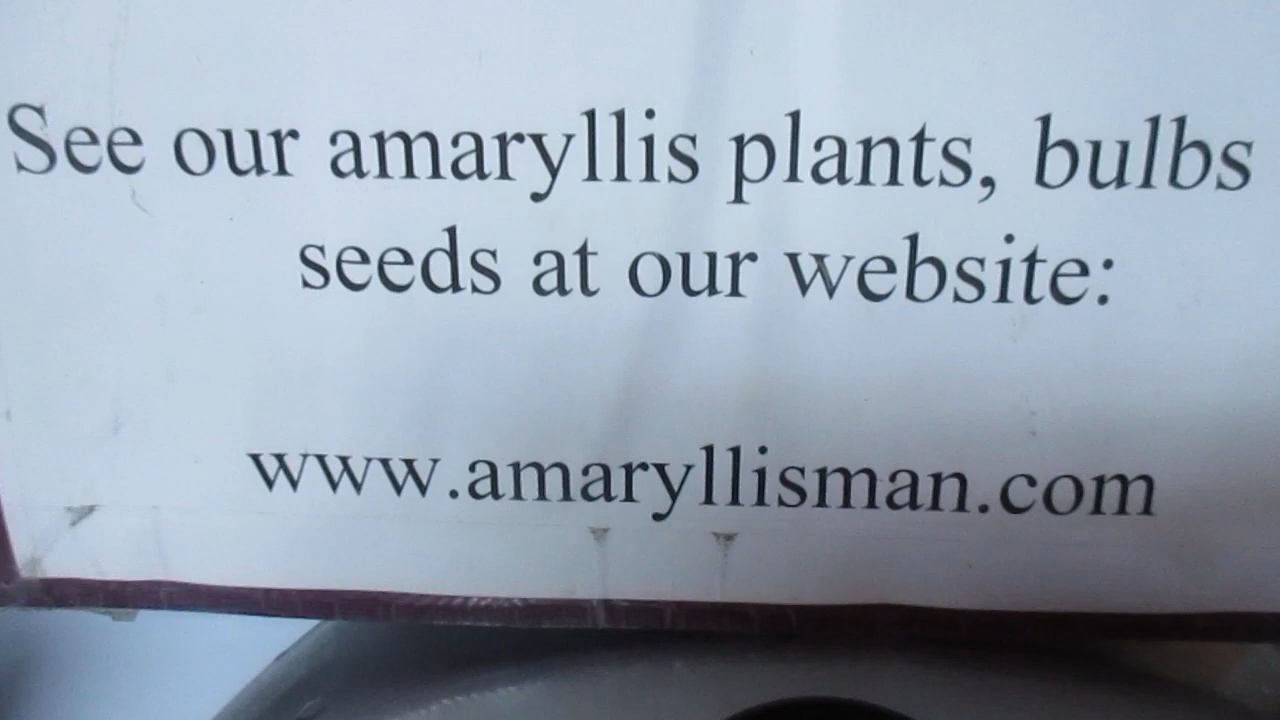 See our amaryllis plants, bulbs
seeds at our website:
www.amaryllisman.com